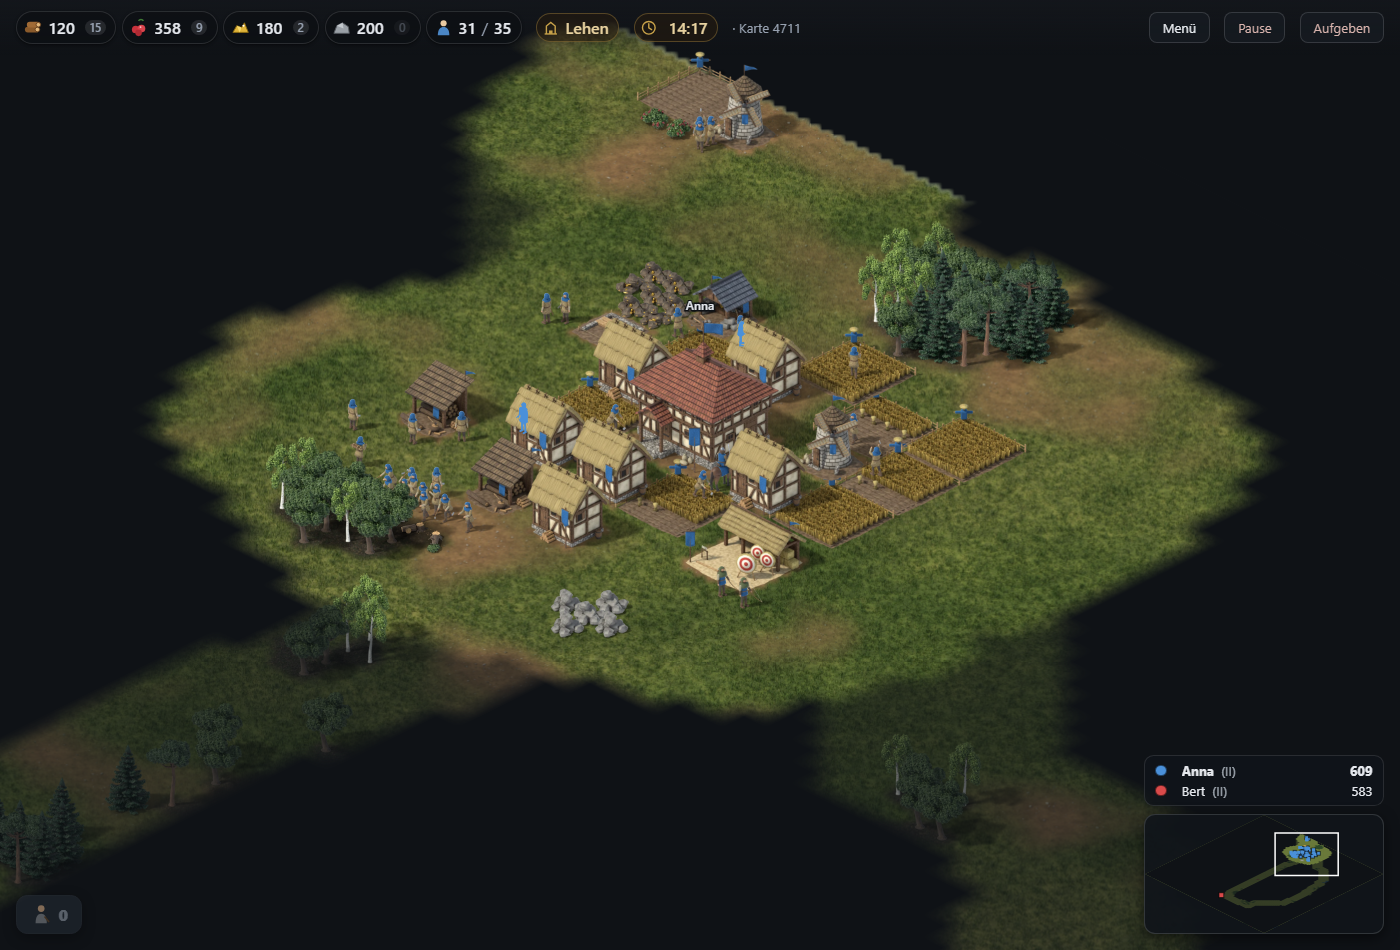 120 15 358 9 180 2 200 0 31 / 35 Lehen 14:17 · Karte 4711 Menü Pause Aufgeben
Anna
Anna (II) 609
Bert (II) 583
0